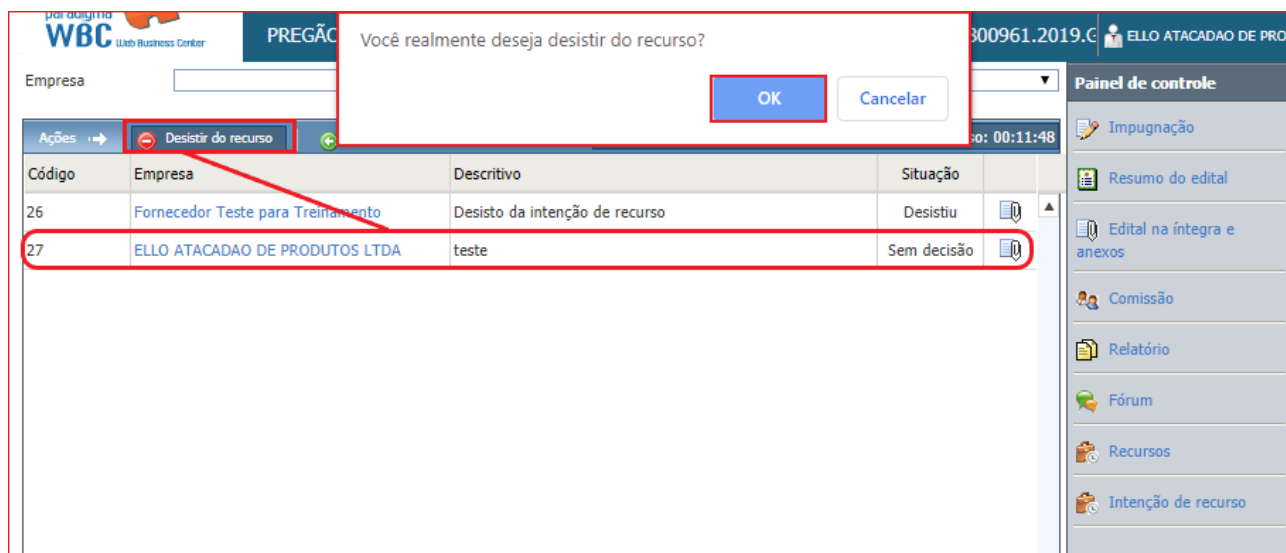 paradigma
WBC Web Business Center
PREGÃO
Você realmente deseja desistir do recurso?
OK
Cancelar
800961.2019.G
ELLO ATACADAO DE PRO
Empresa
Ações
Desistir do recurso
so: 00:11:48
Código Empresa Descritivo Situação
26 Fornecedor Teste para Treinamento Desisto da intenção de recurso Desistiu
27 ELLO ATACADAO DE PRODUTOS LTDA teste Sem decisão
Painel de controle
Impugnação
Resumo do edital
Edital na íntegra e
anexos
Comissão
Relatório
Fórum
Recursos
Intenção de recurso